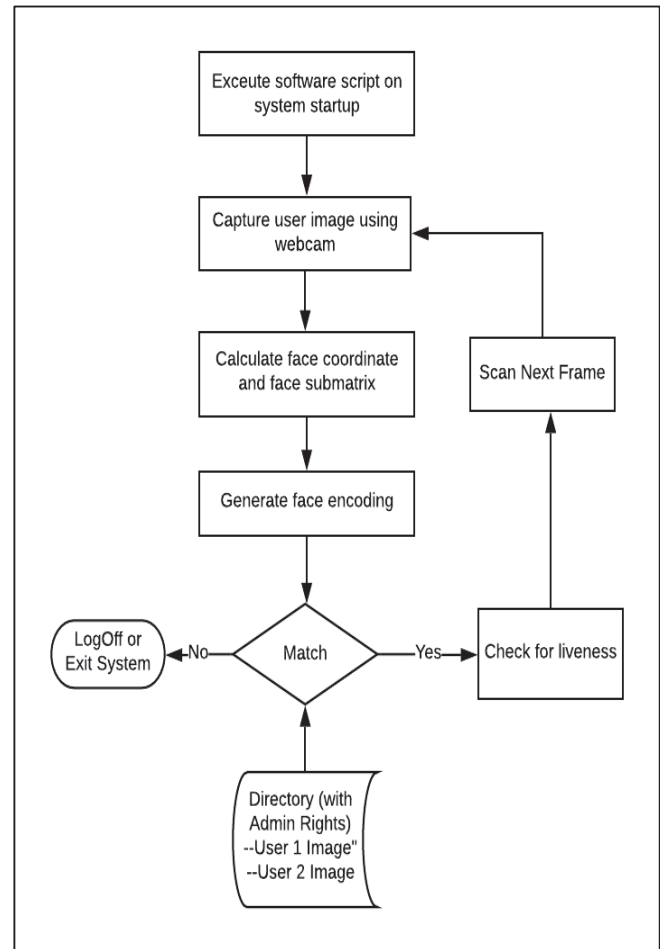 Exceute software script on
system startup
Capture user image using
webcam
Calculate face coordinate
and face submatrix
Scan Next Frame
Generate face encoding
LogOff or
Exit System
No
Match
Yes
Check for liveness
Directory (with
Admin Rights)
--User 1 Image"
--User 2 Image